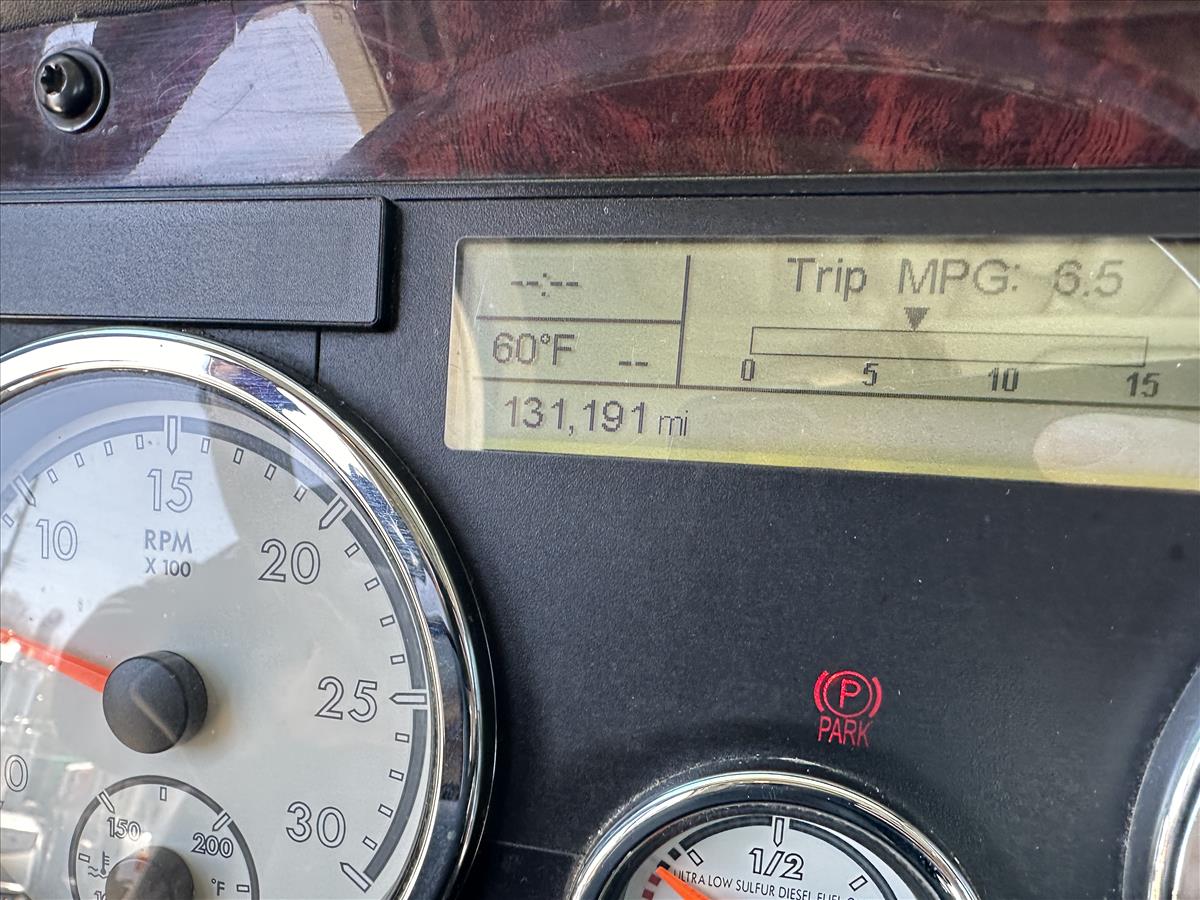 --:--
Trip MPG: 6.5
60°F --
0 5 10 15
131,191 mi
15
10
20
RPM
X 100
25
0
30
150
200
°F
P
PARK
1/2
ULTRA LOW SULFUR DIESEL FUEL